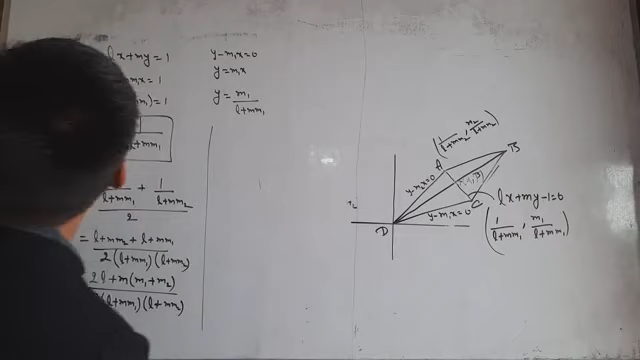 lx+my=1
m₁x=1
)=1
l+mm₁
y-m₁x=0
y=m₁x
y=m₁/(l+mm₁)
1/(l+mm₁) + 1/(l+mm₂)
2
= (l+mm₂+l+mm₁)/(2(l+mm₁)(l+mm₂))
2l+m(m₁+m₂)
(l+mm₁)(l+mm₂)
(1/(l+mm₂), m₂/(l+mm₂))
A
B
y-m₂x=0
C
lx+my-1=0
y-m₁x=0
D
(1/(l+mm₁), m₁/(l+mm₁))